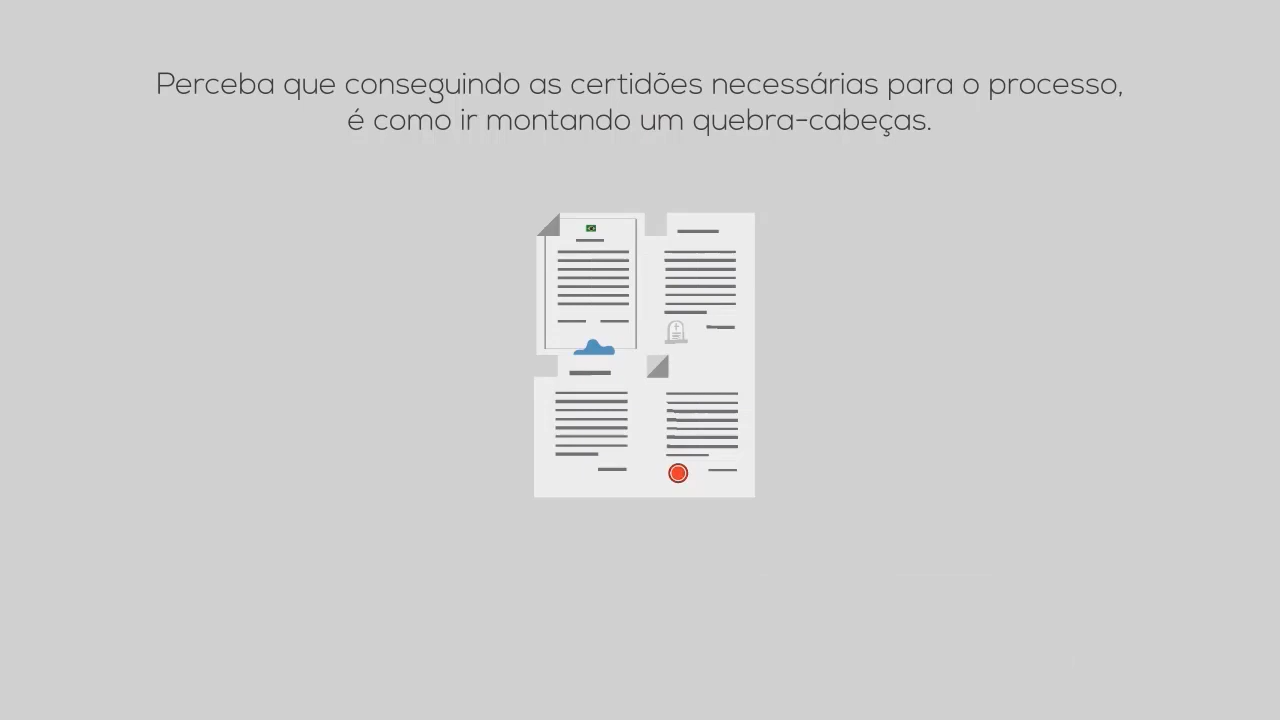 Perceba que conseguindo as certidões necessárias para o processo,
é como ir montando um quebra-cabeças.